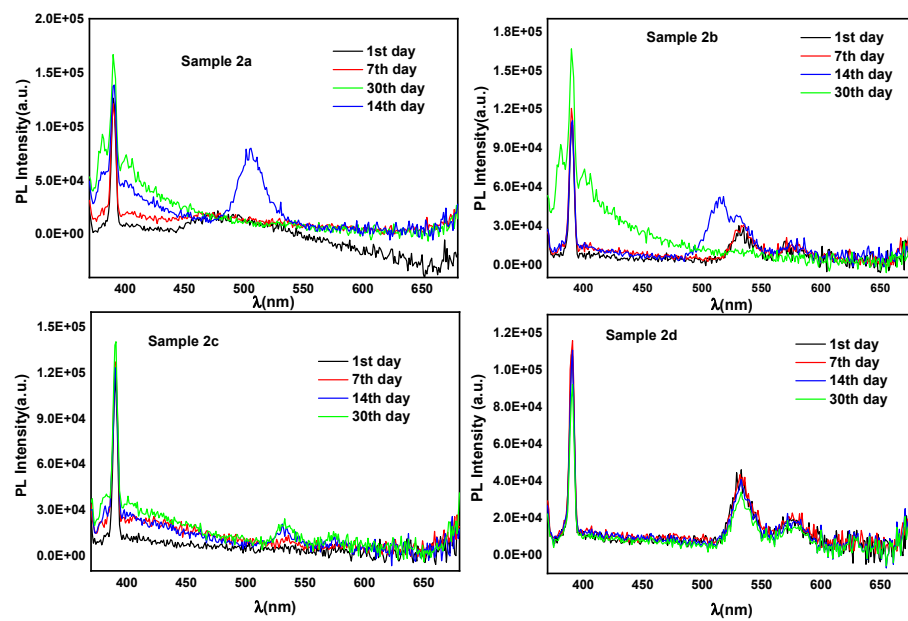 Sample 2a
1st day
7th day
30th day
14th day
2.0E+05
1.5E+05
1.0E+05
5.0E+04
0.0E+00
PL Intensity(a.u.)
400 450 500 550 600 650
λ(nm)
Sample 2b
1st day
7th day
14th day
30th day
1.8E+05
1.5E+05
1.2E+05
9.0E+04
6.0E+04
3.0E+04
0.0E+00
PL Intensity(a.u.)
400 450 500 550 600 650
λ(nm)
Sample 2c
1st day
7th day
14th day
30th day
1.5E+05
1.2E+05
9.0E+04
6.0E+04
3.0E+04
0.0E+00
PL Intensity(a.u.)
400 450 500 550 600 650
λ(nm)
Sample 2d
1st day
7th day
14th day
30th day
1.2E+05
1.0E+05
8.0E+04
6.0E+04
4.0E+04
2.0E+04
0.0E+00
PL Intensity (a.u.)
400 450 500 550 600 650
λ(nm)